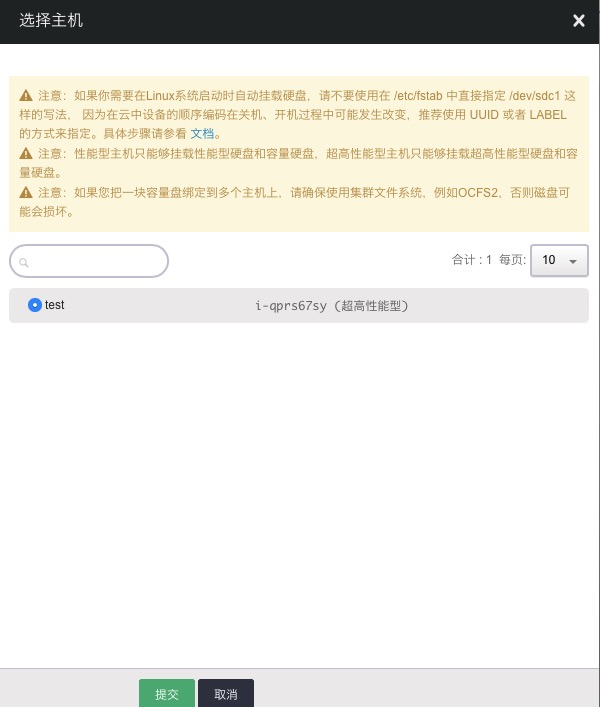 选择主机
注意：如果你需要在Linux系统启动时自动挂载硬盘，请不要使用在 /etc/fstab 中直接指定 /dev/sdc1 这
样的写法， 因为在云中设备的顺序编码在关机、开机过程中可能发生改变，推荐使用 UUID 或者 LABEL
的方式来指定。具体步骤请参看 文档。
注意：性能型主机只能够挂载性能型硬盘和容量硬盘，超高性能型主机只能够挂载超高性能型硬盘和容
量硬盘。
注意：如果您把一块容量盘绑定到多个主机上，请确保使用集群文件系统，例如OCFS2，否则磁盘可
能会损坏。
合计 : 1 每页: 10
test i-qprs67sy (超高性能型)
提交 取消